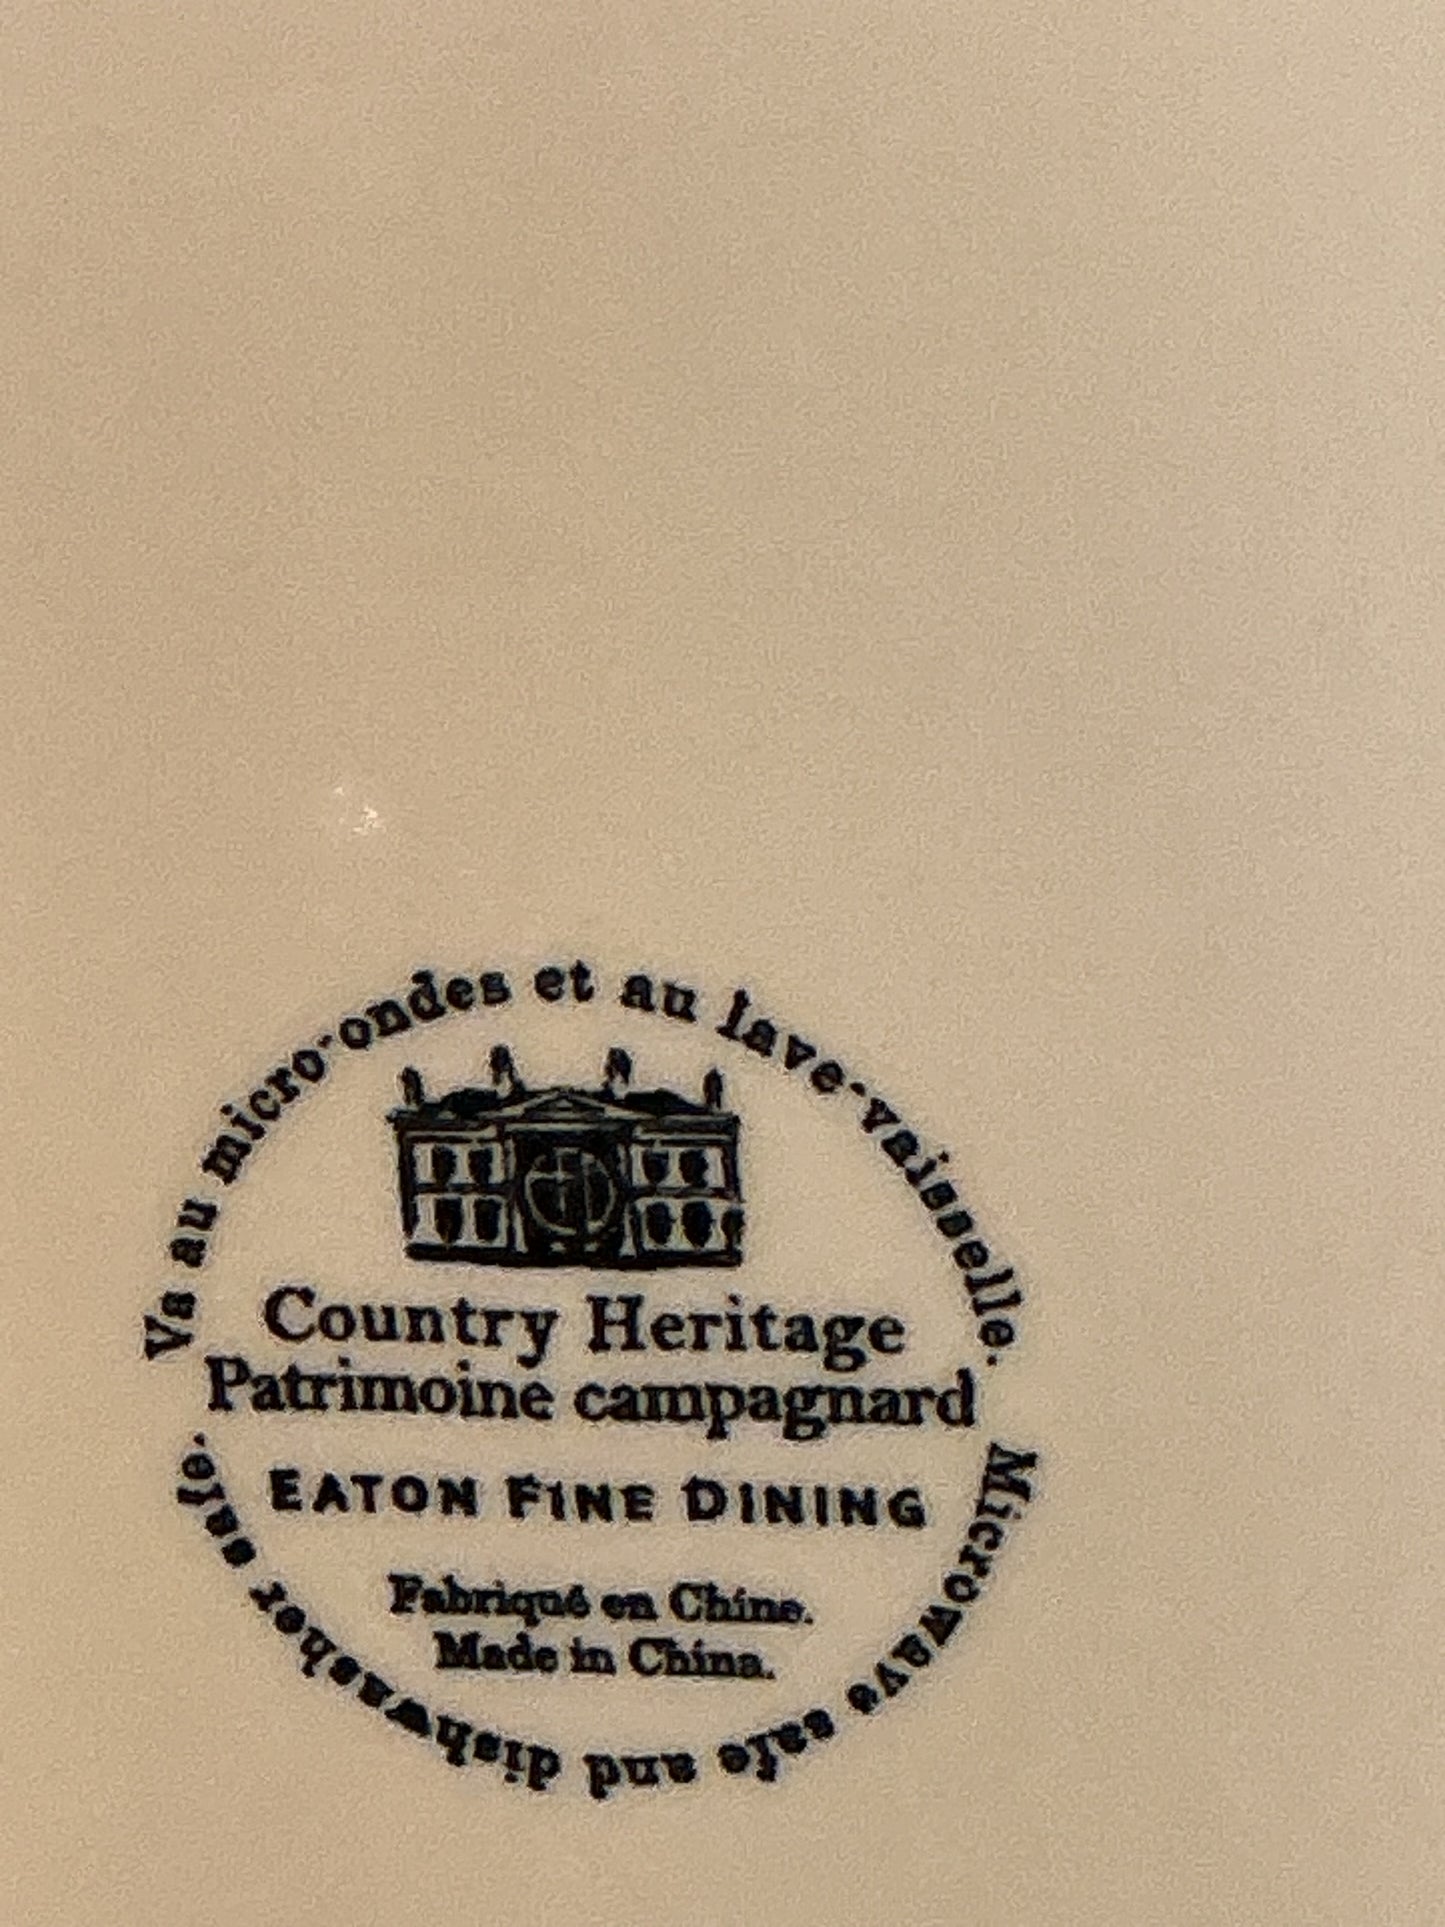 Va au micro-ondes et au lave-vaisselle.
Country Heritage
Patrimoine campagnard
EATON FINE DINING
Fabriqué en Chine.
Made in China.
Microwave safe and dishwasher safe.